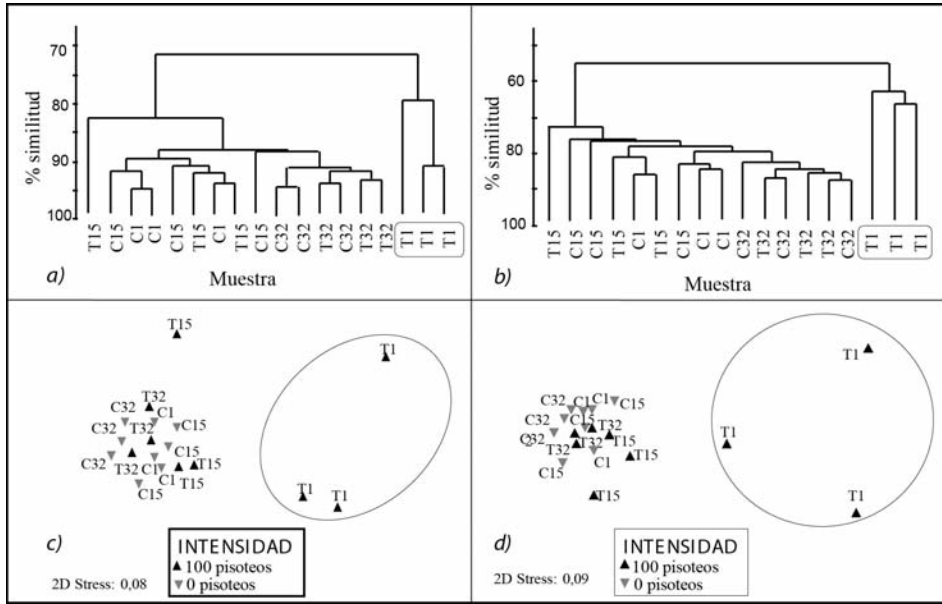 70
80
90
100
% similitud
T15
C15
C1
C1
C15
T15
C1
T15
C15
C32
C32
T32
C32
T32
T32
T1
T1
T1
a)
Muestra
60
80
100
% similitud
T15
C15
C15
T15
C1
T15
C15
C1
C1
C32
T32
C32
T32
T32
C32
T1
T1
T1
b)
Muestra
T15
T1
T32
C32
C1
C15
C32
T32
C32
C15
T32
C1
C1
T15
C15
T1
T1
c)
INTENSIDAD
100 pisoteos
0 pisoteos
2D Stress: 0,08
T1
C32
C1
C1
C15
C32
T32
C32
T32
T15
T1
C1
T15
C15
T15
T1
d)
INTENSIDAD
100 pisoteos
0 pisoteos
2D Stress: 0,09